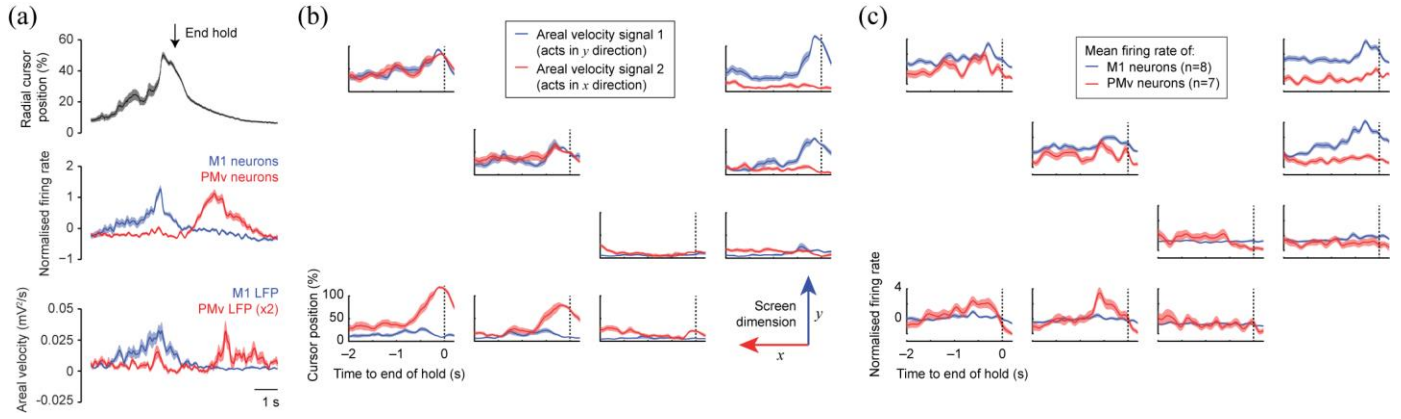 (a)
End hold
Radial cursor
position (%)
60
40
20
0
M1 neurons
PMv neurons
Normalised firing rate
2
1
0
−1
M1 LFP
PMv LFP (x2)
Areal velocity (mV²/s)
0.05
0.025
0
-0.025
1 s
(b)
Areal velocity signal 1
(acts in y direction)
Areal velocity signal 2
(acts in x direction)
Cursor position (%)
100
50
0
−2
−1
0
Time to end of hold (s)
Screen
dimension
y
x
(c)
Mean firing rate of:
M1 neurons (n=8)
PMv neurons (n=7)
Normalised firing rate
4
0
−2
−1
0
Time to end of hold (s)